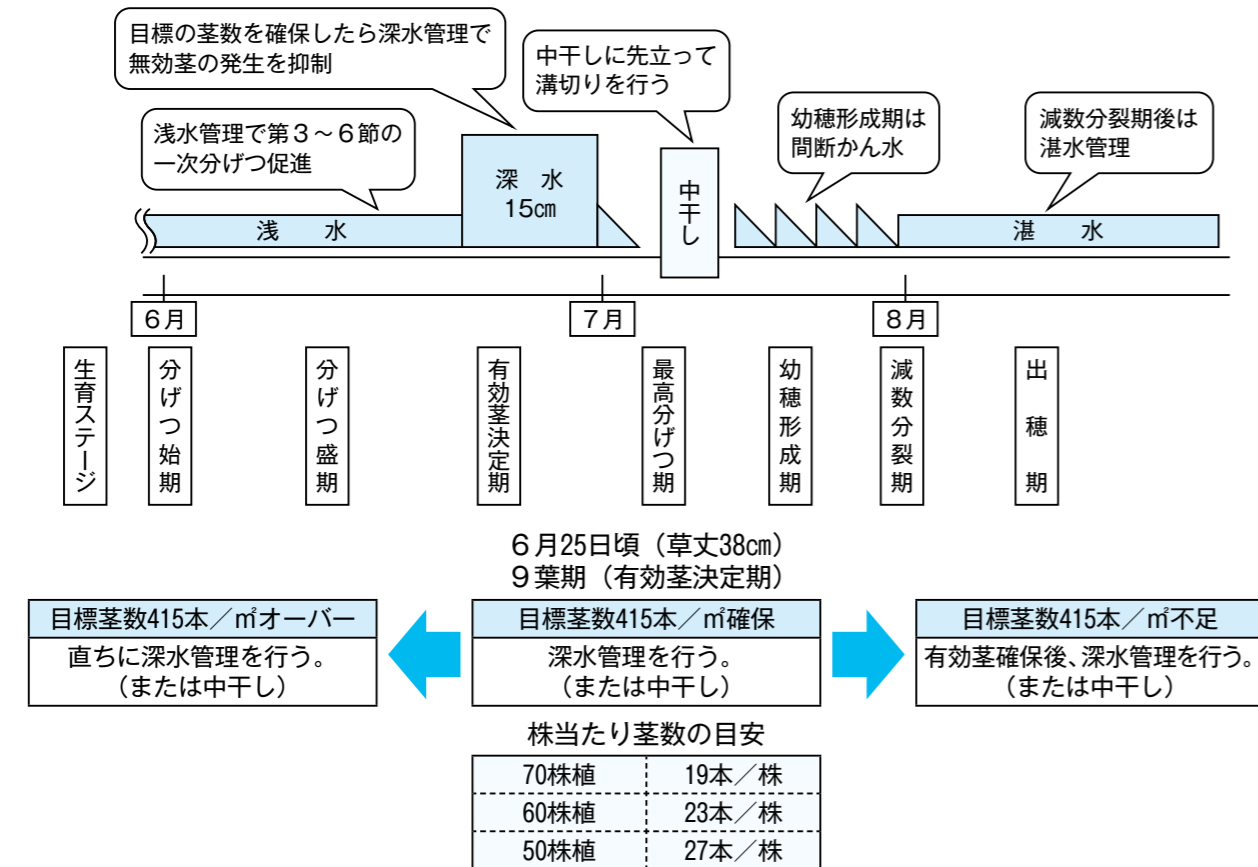 目標の茎数を確保したら深水管理で
無効茎の発生を抑制
中干しに先立って
溝切りを行う
浅水管理で第３～６節の
一次分げつ促進
幼穂形成期は
間断かん水
減数分裂期後は
湛水管理
深　水
15㎝
中干し
浅　水
湛　水
６月
７月
８月
生育ステージ
分げつ始期
分げつ盛期
有効茎決定期
最高分げつ期
幼穂形成期
減数分裂期
出穂期
６月25日頃（草丈38㎝）
９葉期（有効茎決定期）
目標茎数415本／㎡オーバー
直ちに深水管理を行う。
（または中干し）
目標茎数415本／㎡確保
深水管理を行う。
（または中干し）
目標茎数415本／㎡不足
有効茎確保後、深水管理を行う。
（または中干し）
株当たり茎数の目安
70株植　19本／株
60株植　23本／株
50株植　27本／株